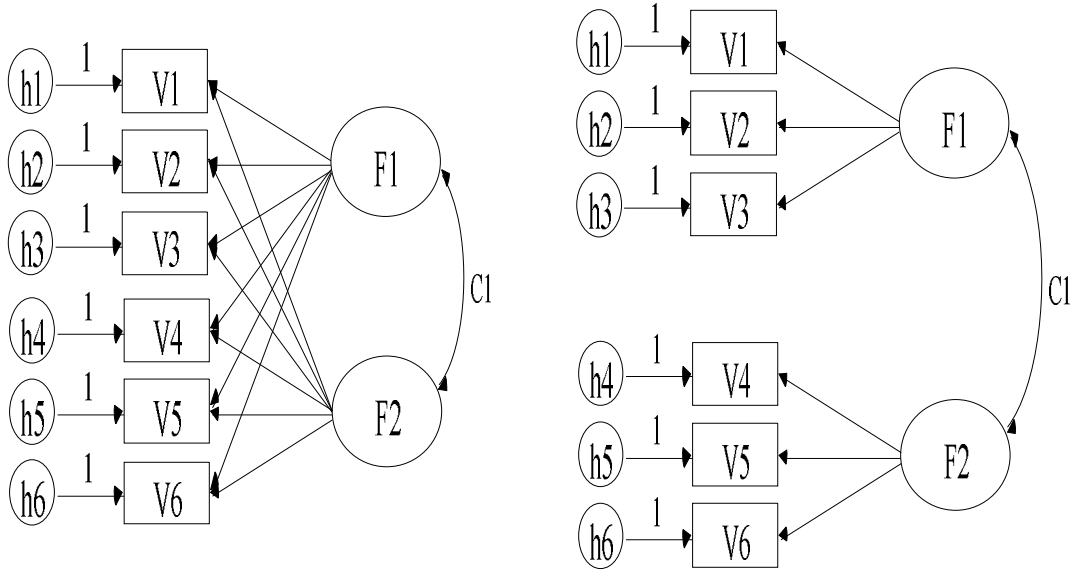 h1 1 V1
h2 1 V2
h3 1 V3
h4 1 V4
h5 1 V5
h6 1 V6
F1
F2
C1
h1 1 V1
h2 1 V2
h3 1 V3
h4 1 V4
h5 1 V5
h6 1 V6
F1
F2
C1